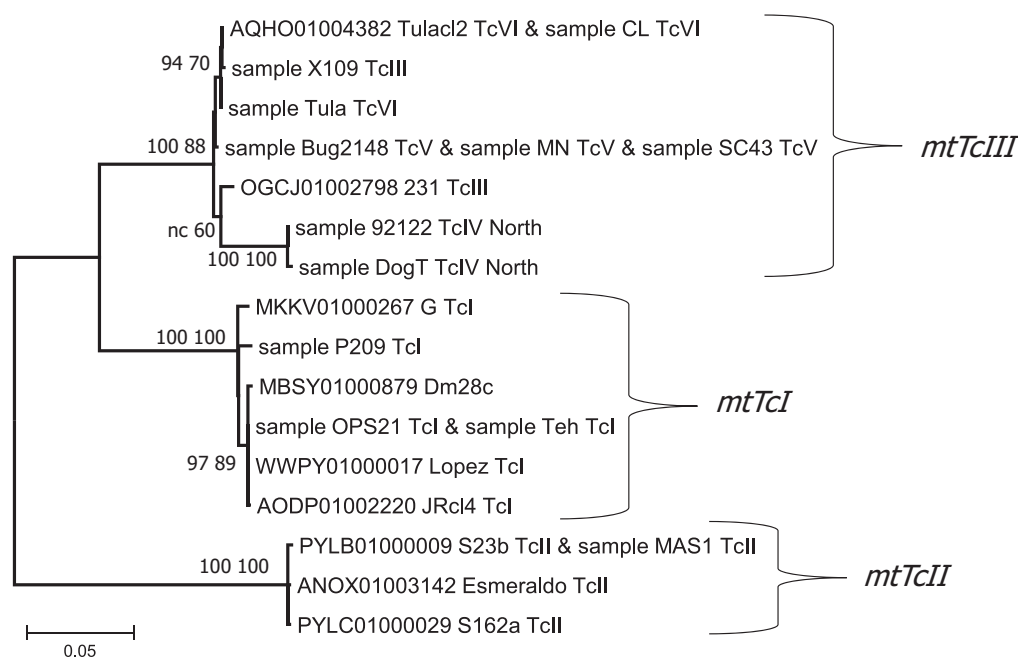 AQHO01004382 Tulacl2 TcVI & sample CL TcVI
94 70
sample X109 TcIII
sample Tula TcVI
100 88
sample Bug2148 TcV & sample MN TcV & sample SC43 TcV
mtTcIII
OGCJ01002798 231 TcIII
nc 60
sample 92122 TcIV North
100 100
sample DogT TcIV North
MKKV01000267 G TcI
100 100
sample P209 TcI
MBSY01000879 Dm28c
mtTcI
sample OPS21 TcI & sample Teh TcI
97 89
WWPY01000017 Lopez TcI
AODP01002220 JRcl4 TcI
PYLB01000009 S23b TcII & sample MAS1 TcII
100 100
ANOX01003142 Esmeraldo TcII
mtTcII
PYLC01000029 S162a TcII
0.05